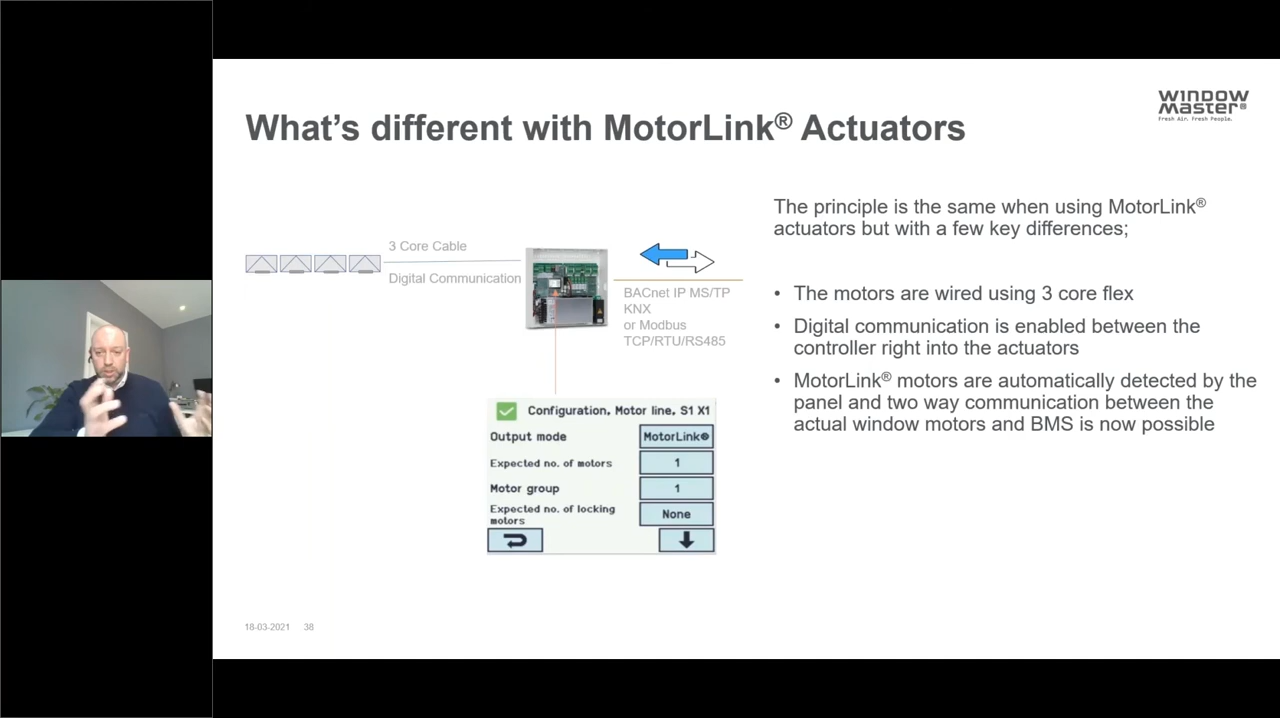 What's different with MotorLink® Actuators
WINDOW
Master®
Fresh Air. Fresh People.
The principle is the same when using MotorLink®
actuators but with a few key differences;
3 Core Cable
Digital Communication
BACnet IP MS/TP
KNX
or Modbus
TCP/RTU/RS485
• The motors are wired using 3 core flex
• Digital communication is enabled between the
controller right into the actuators
• MotorLink® motors are automatically detected by the
panel and two way communication between the
actual window motors and BMS is now possible
Configuration, Motor line, S1 X1
Output mode MotorLink®
Expected no. of motors 1
Motor group 1
Expected no. of locking
motors None
18-03-2021 38